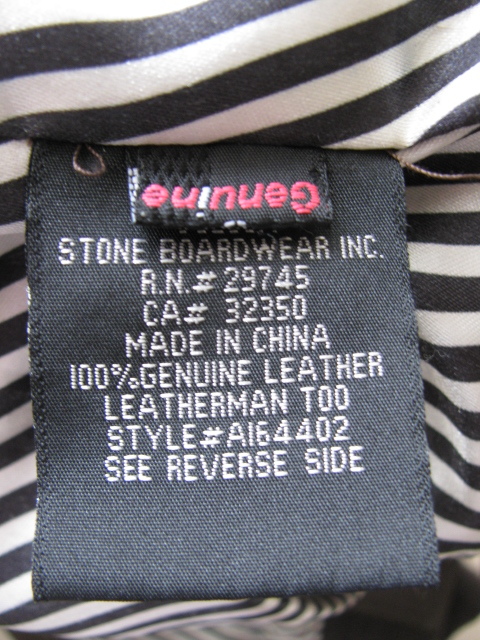 Genuine
STONE BOARDWEAR INC.
R.N.# 29745
CA# 32350
MADE IN CHINA
100%GENUINE LEATHER
LEATHERMAN TOO
STYLE#A164402
SEE REVERSE SIDE